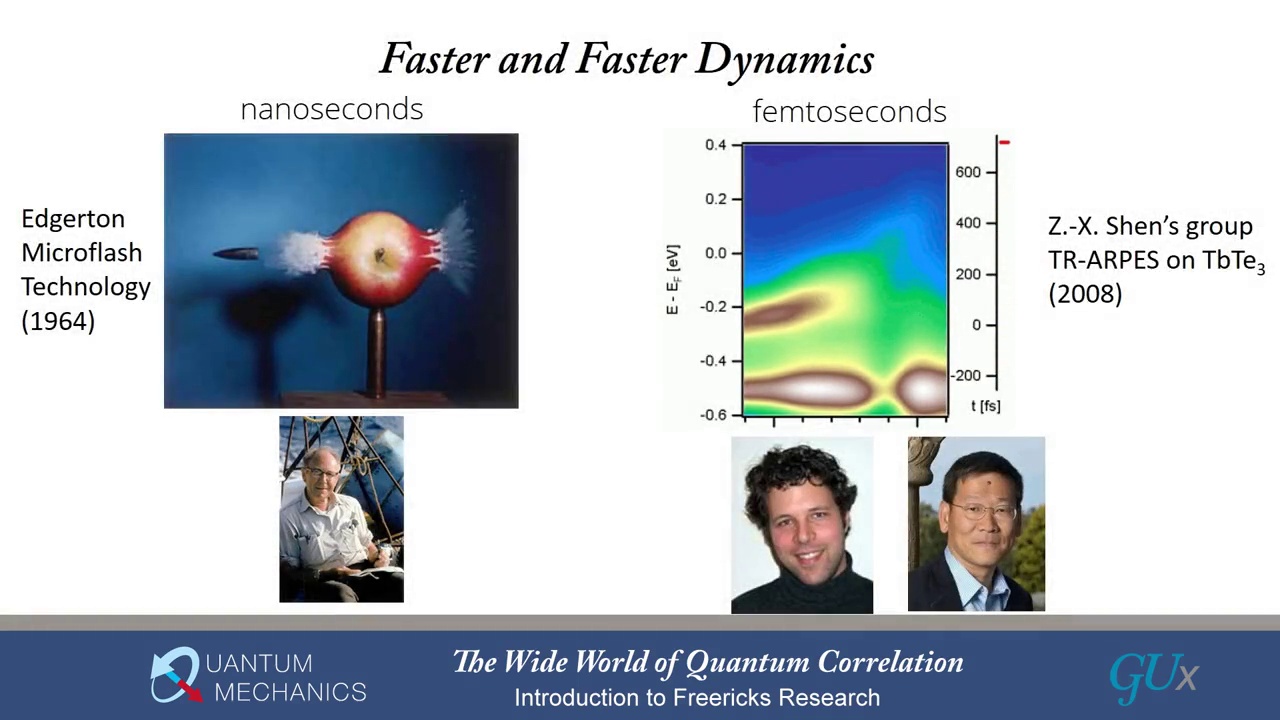 Faster and Faster Dynamics
nanoseconds
femtoseconds
Edgerton
Microflash
Technology
(1964)
E - E_F [eV]
0.4
0.2
0.0
-0.2
-0.4
-0.6
600
400
200
0
-200
t [fs]
Z.-X. Shen's group
TR-ARPES on TbTe₃
(2008)
QUANTUM
MECHANICS
The Wide World of Quantum Correlation
Introduction to Freericks Research
GUx